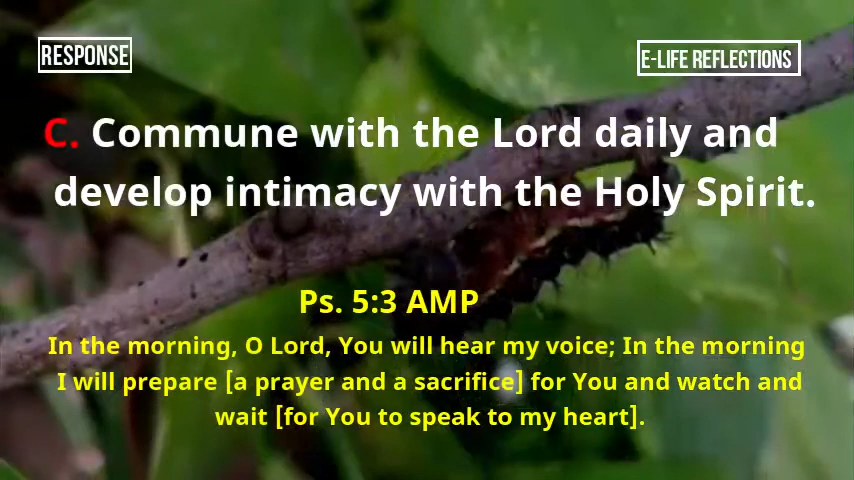 RESPONSE
E-LIFE REFLECTIONS
C. Commune with the Lord daily and
develop intimacy with the Holy Spirit.
Ps. 5:3 AMP
In the morning, O Lord, You will hear my voice; In the morning
I will prepare [a prayer and a sacrifice] for You and watch and
wait [for You to speak to my heart].